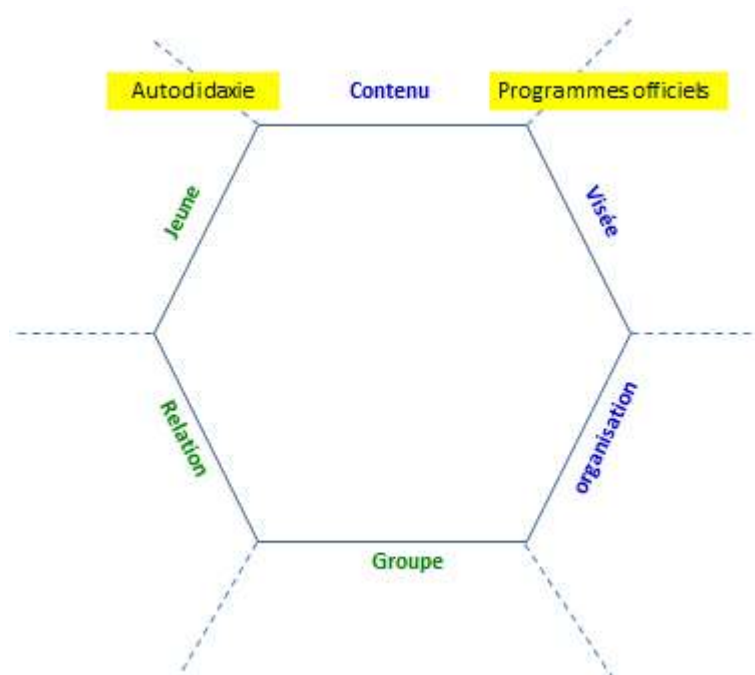 Autodidaxie
Contenu
Programmes officiels
Jeune
Visée
Relation
organisation
Groupe